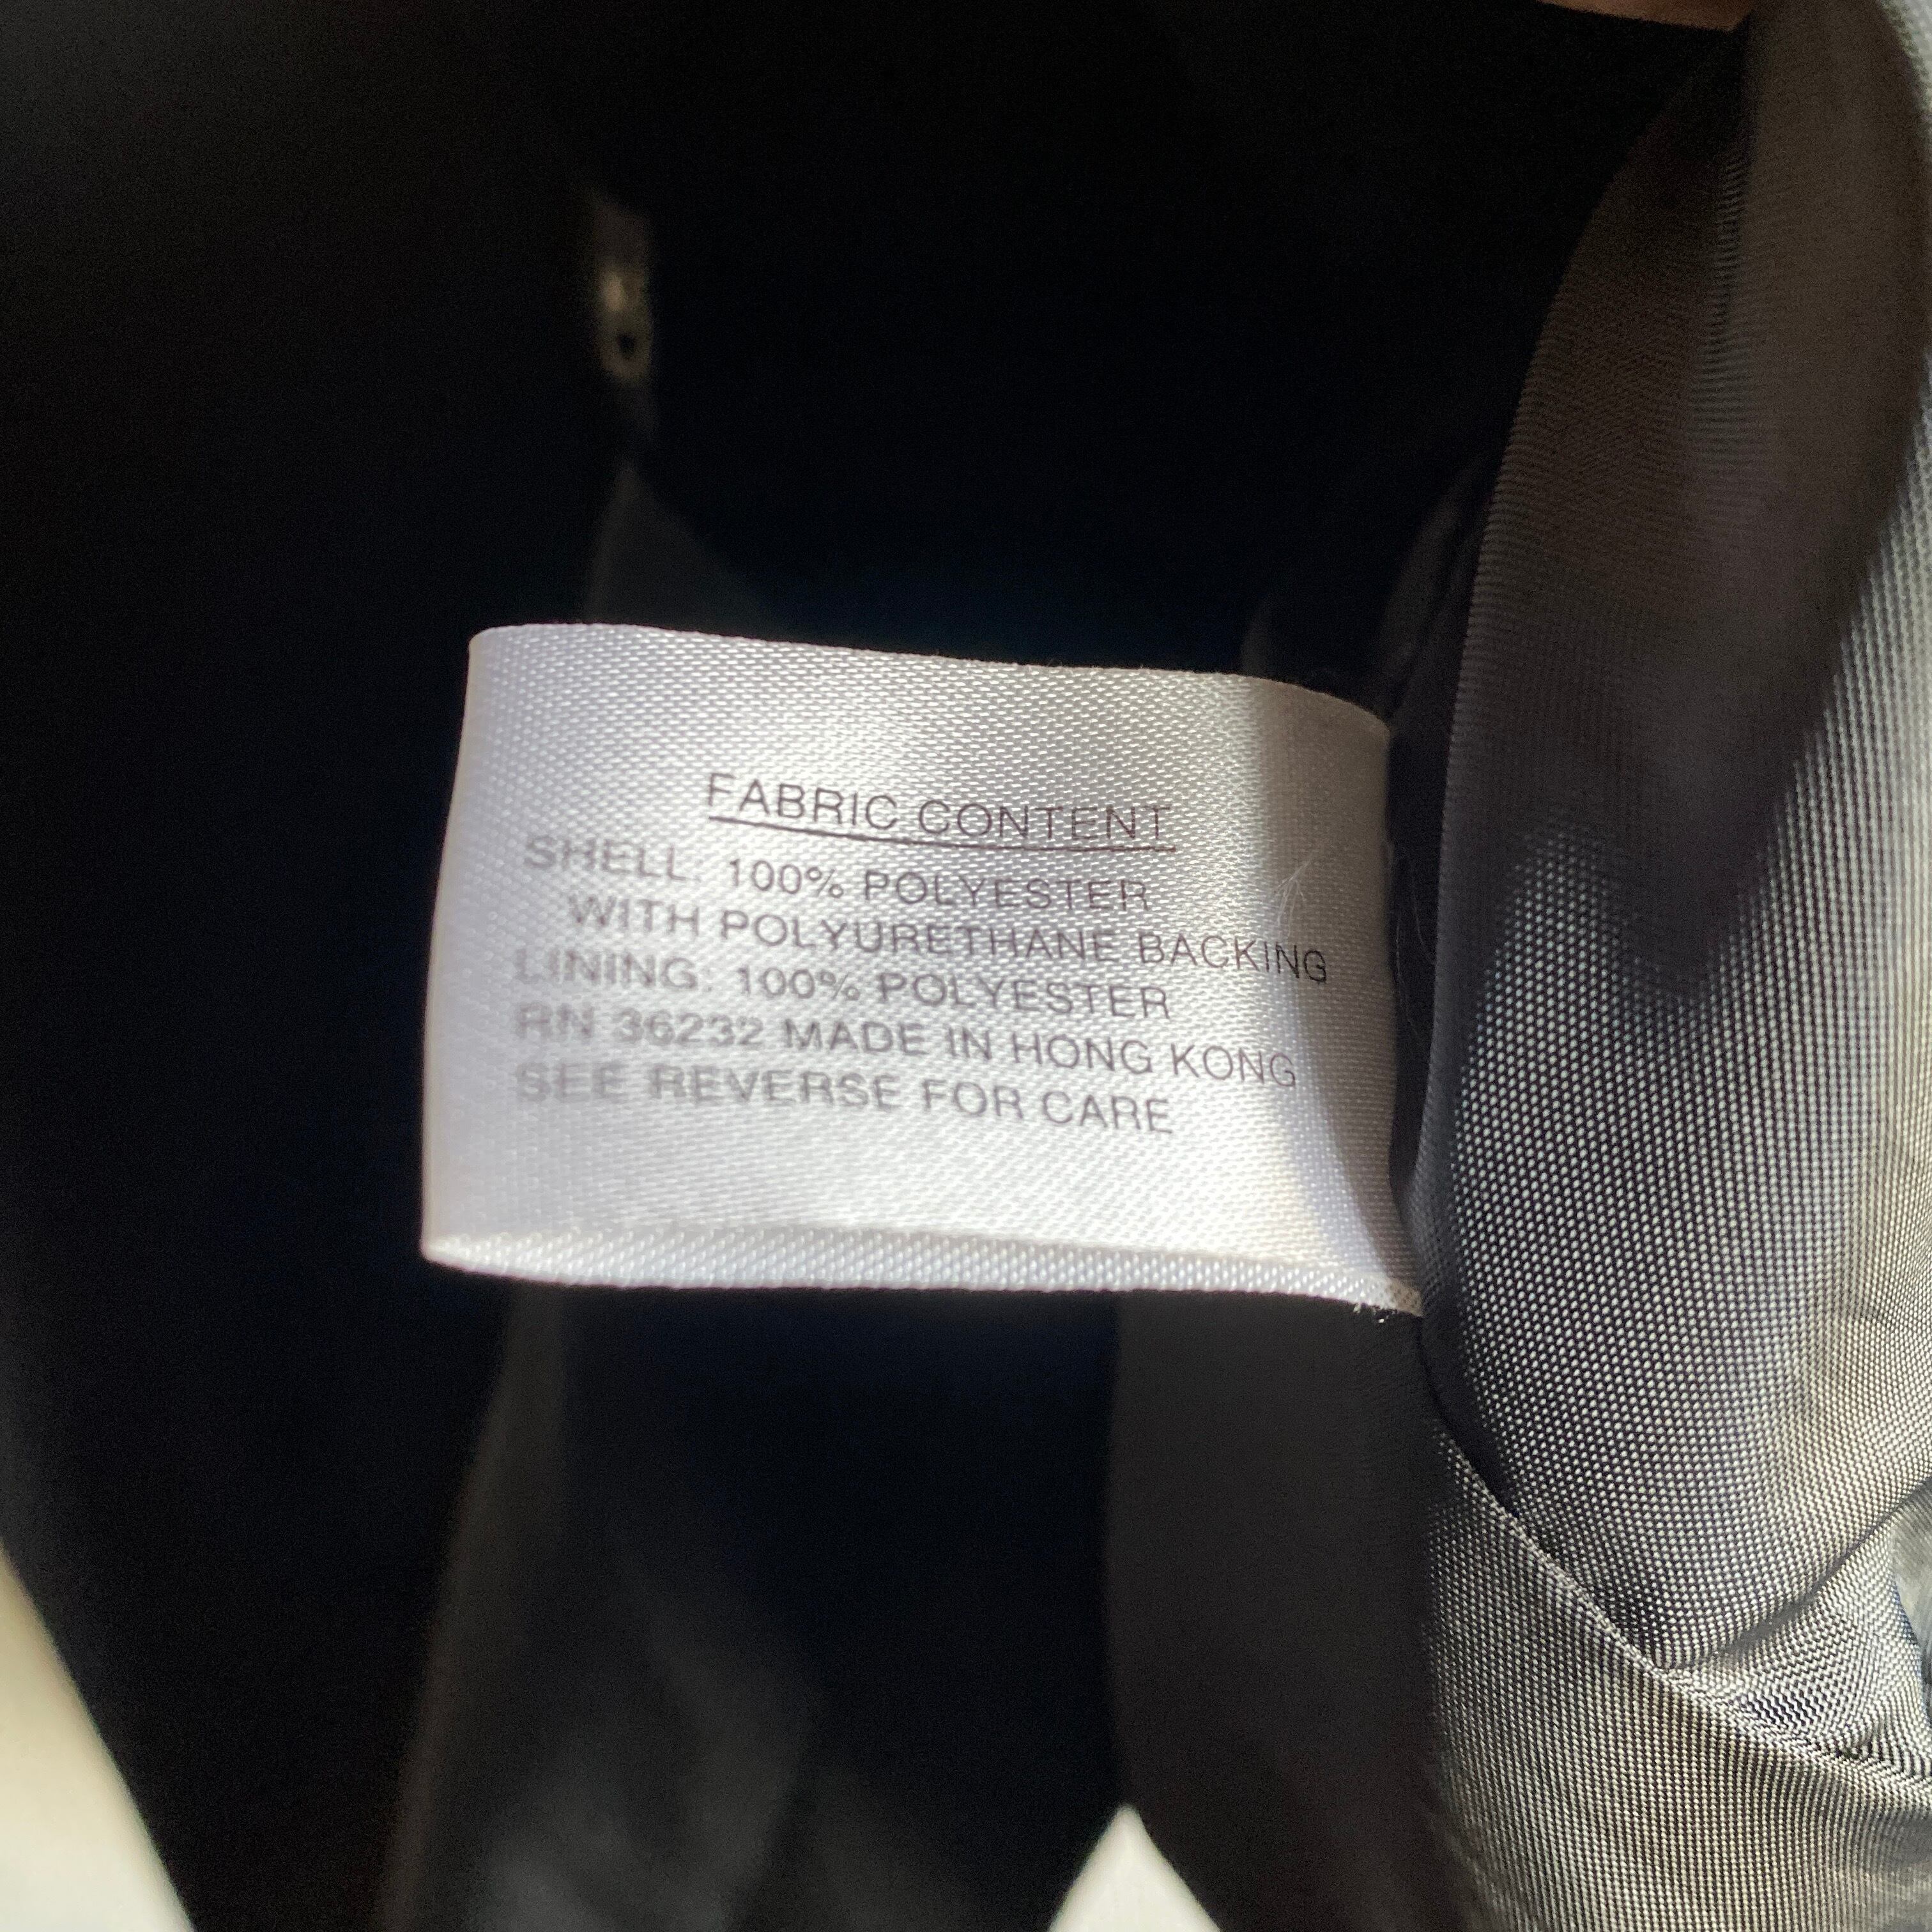 FABRIC CONTENT
SHELL: 100% POLYESTER
WITH POLYURETHANE BACKING
LINING: 100% POLYESTER
RN 36232 MADE IN HONG KONG
SEE REVERSE FOR CARE